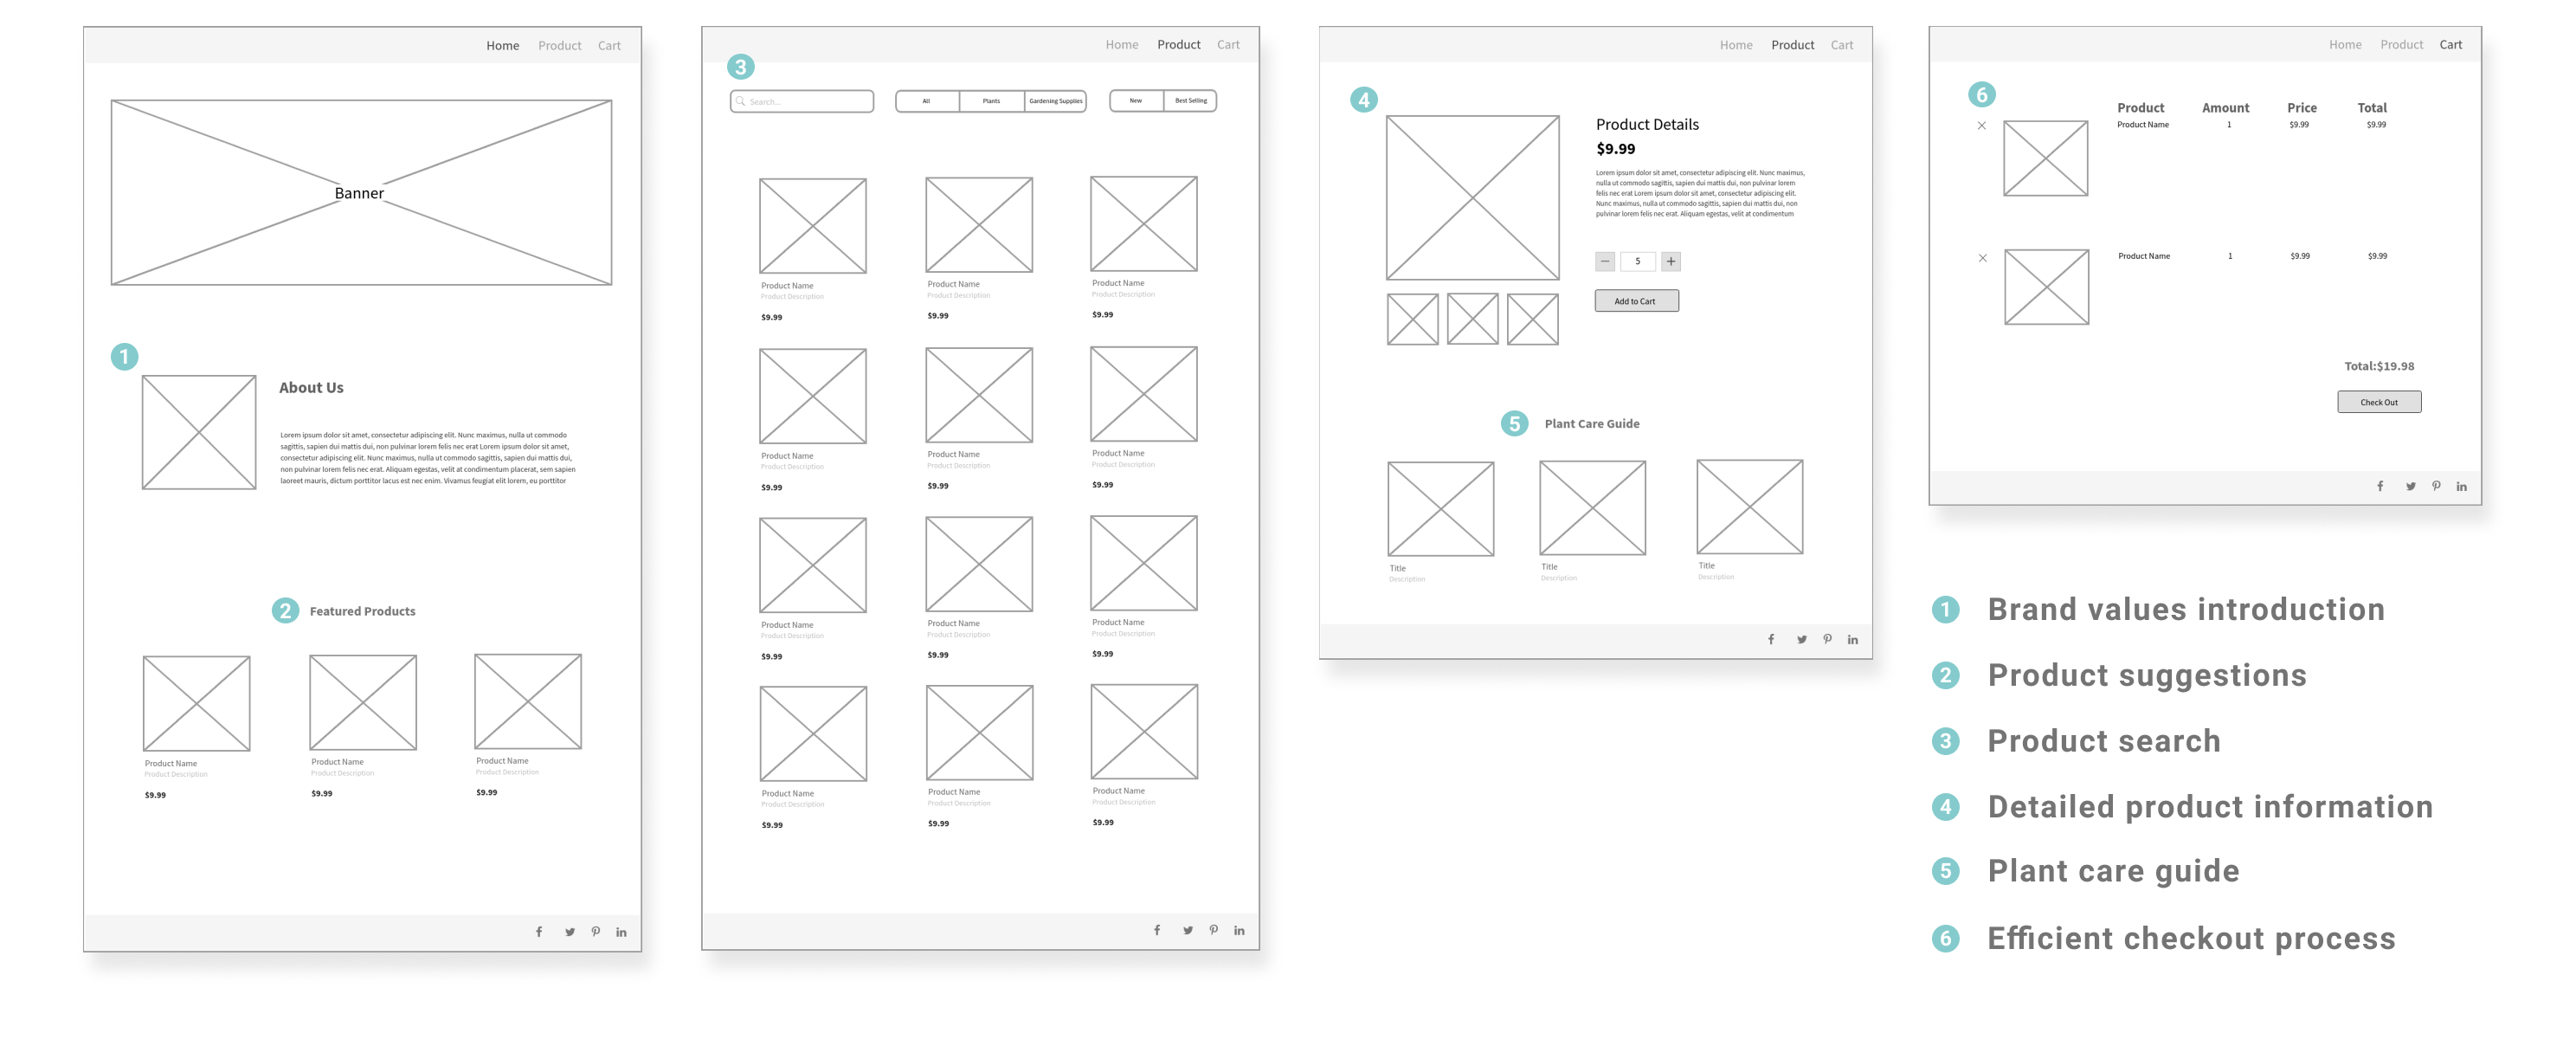 Home Product Cart
Banner
1
About Us
Lorem ipsum dolor sit amet, consectetur adipiscing elit. Nunc maximus, nulla ut commodo
sagittis, sapien dui mattis dui, non pulvinar lorem felis nec erat Lorem ipsum dolor sit amet,
consectetur adipiscing elit. Nunc maximus, nulla ut commodo sagittis, sapien dui mattis dui,
non pulvinar lorem felis nec erat. Aliquam egestas, velit at condimentum placerat, sem sapien
laoreet mauris, dictum porttitor lacus est nec enim. Vivamus feugiat elit lorem, eu porttitor
2 Featured Products
Product Name Product Name Product Name
Product Description Product Description Product Description
$9.99 $9.99 $9.99
Home Product Cart
3
Search... All Plants Gardening Supplies New Best Selling
Product Name Product Name Product Name
Product Description Product Description Product Description
$9.99 $9.99 $9.99
Product Name Product Name Product Name
Product Description Product Description Product Description
$9.99 $9.99 $9.99
Product Name Product Name Product Name
Product Description Product Description Product Description
$9.99 $9.99 $9.99
Product Name Product Name Product Name
Product Description Product Description Product Description
$9.99 $9.99 $9.99
Home Product Cart
4
Product Details
$9.99
Lorem ipsum dolor sit amet, consectetur adipiscing elit. Nunc maximus,
nulla ut commodo sagittis, sapien dui mattis dui, non pulvinar lorem
felis nec erat Lorem ipsum dolor sit amet, consectetur adipiscing elit.
Nunc maximus, nulla ut commodo sagittis, sapien dui mattis dui, non
pulvinar lorem felis nec erat. Aliquam egestas, velit at condimentum
− 5 +
Add to Cart
5 Plant Care Guide
Title Title Title
Description Description Description
Home Product Cart
6
Product Amount Price Total
Product Name 1 $9.99 $9.99
Product Name 1 $9.99 $9.99
Total:$19.98
Check Out
1 Brand values introduction
2 Product suggestions
3 Product search
4 Detailed product information
5 Plant care guide
6 Efficient checkout process